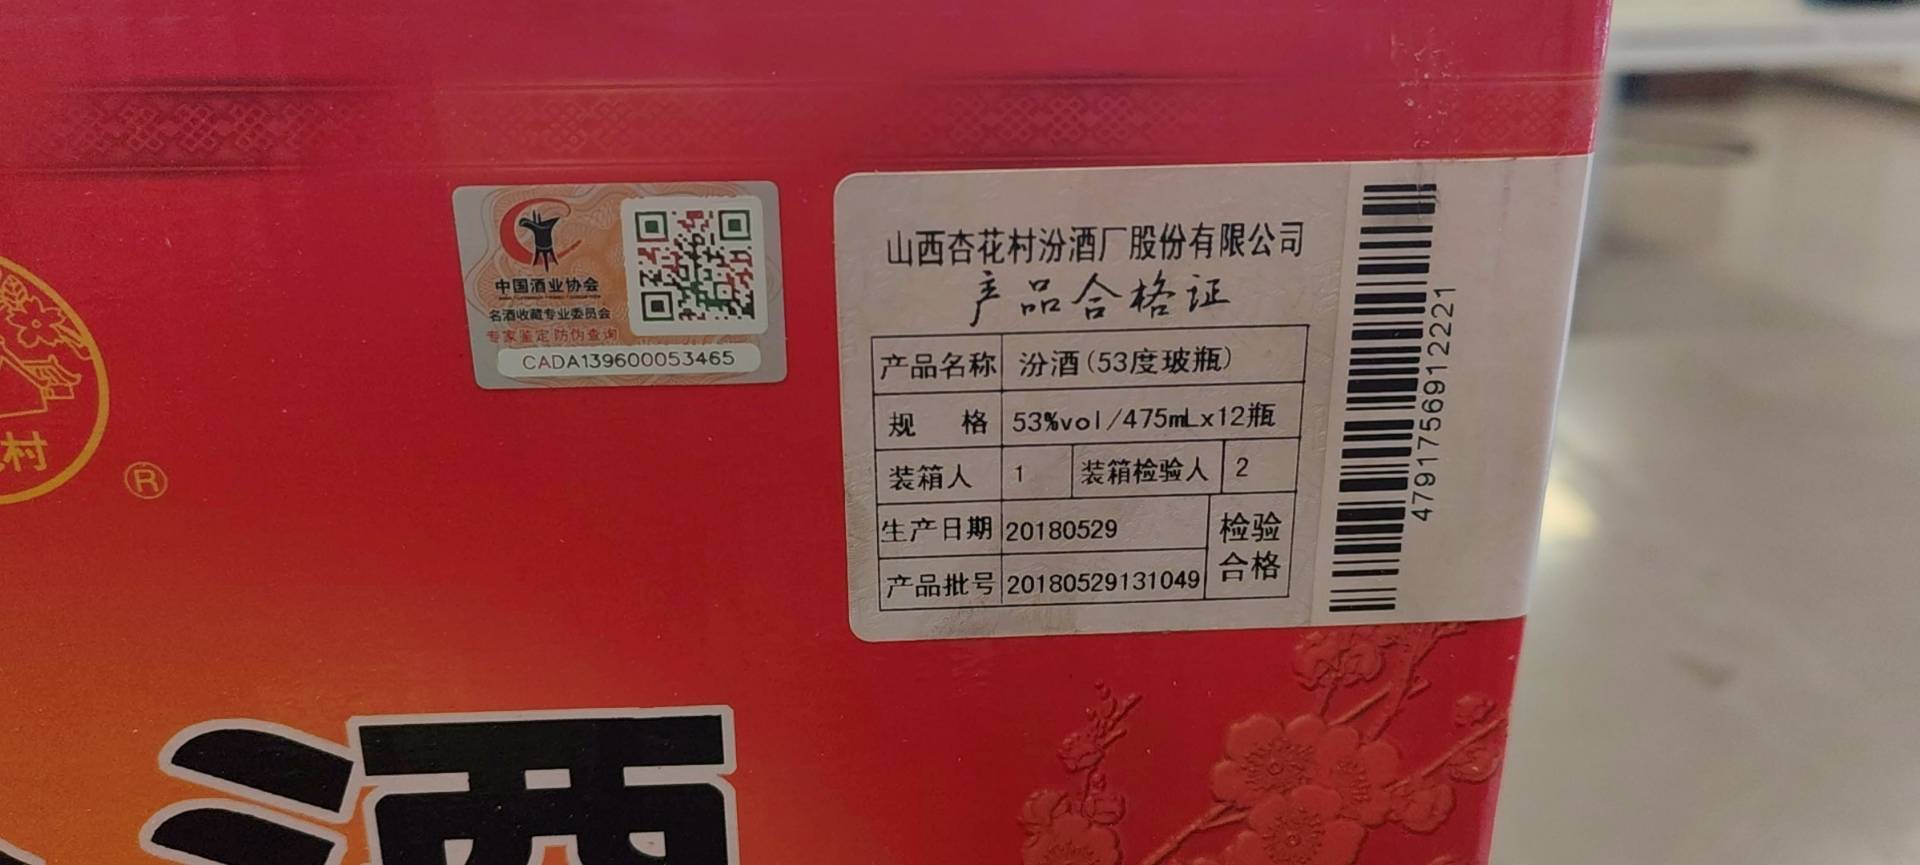 中国酒业协会
名酒收藏专业委员会
专家鉴定防伪查询
CADA139600053465
村
®
山西杏花村汾酒厂股份有限公司
产品合格证
产品名称 汾酒(53度玻瓶)
规 格 53%vol/475mLx12瓶
装箱人 1 装箱检验人 2
生产日期 20180529
产品批号 20180529131049
检验
合格
4791756912221
酒